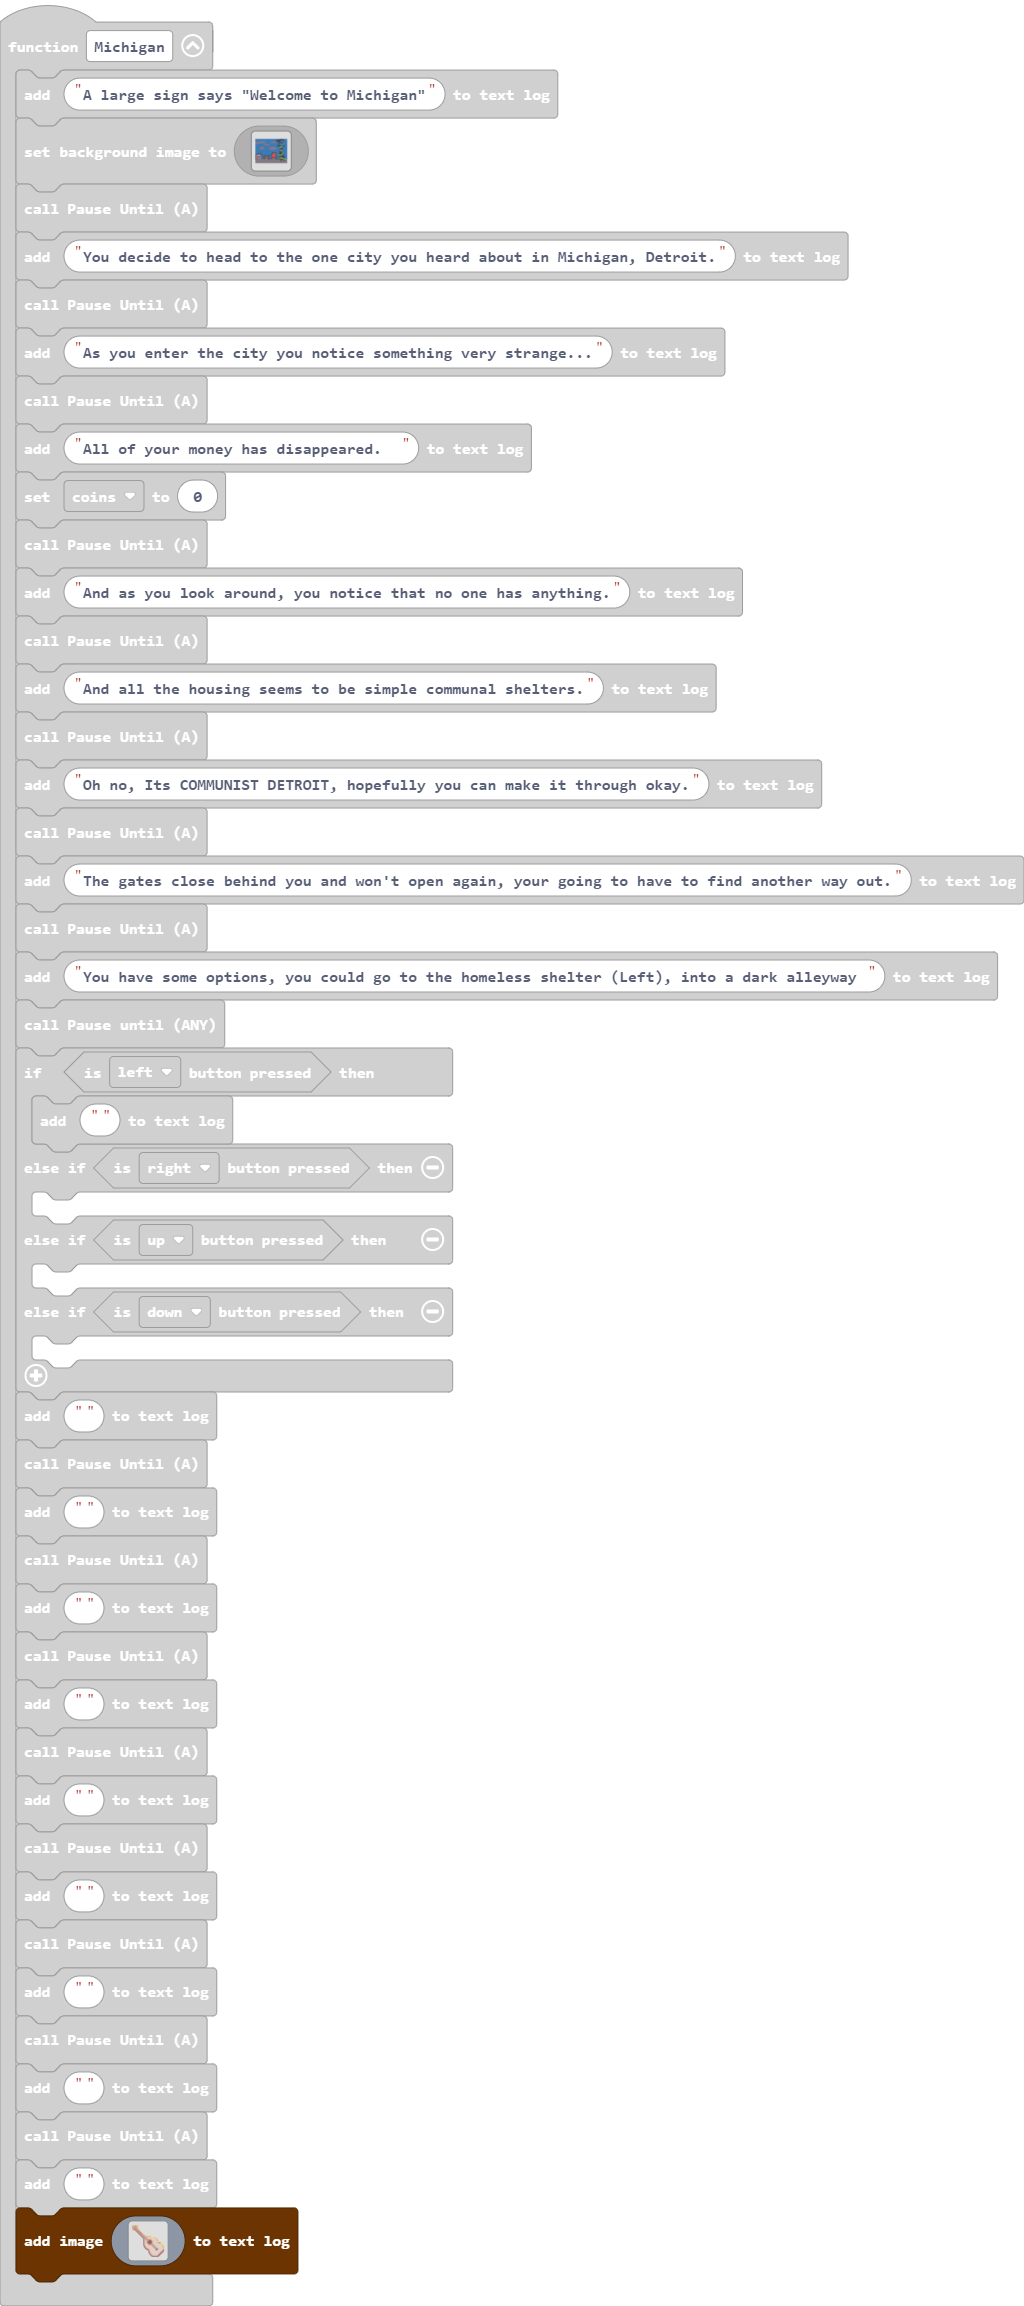 function Michigan
add "A large sign says "Welcome to Michigan"" to text log
set background image to
call Pause Until (A)
add "You decide to head to the one city you heard about in Michigan, Detroit." to text log
call Pause Until (A)
add "As you enter the city you notice something very strange..." to text log
call Pause Until (A)
add "All of your money has disappeared. " to text log
set coins to 0
call Pause Until (A)
add "And as you look around, you notice that no one has anything." to text log
call Pause Until (A)
add "And all the housing seems to be simple communal shelters." to text log
call Pause Until (A)
add "Oh no, Its COMMUNIST DETROIT, hopefully you can make it through okay." to text log
call Pause Until (A)
add "The gates close behind you and won't open again, your going to have to find another way out." to text log
call Pause Until (A)
add "You have some options, you could go to the homeless shelter (Left), into a dark alleyway " to text log
call Pause until (ANY)
if is left button pressed then
add "" to text log
else if is right button pressed then
else if is up button pressed then
else if is down button pressed then
add "" to text log
call Pause Until (A)
add "" to text log
call Pause Until (A)
add "" to text log
call Pause Until (A)
add "" to text log
call Pause Until (A)
add "" to text log
call Pause Until (A)
add "" to text log
call Pause Until (A)
add "" to text log
call Pause Until (A)
add "" to text log
call Pause Until (A)
add "" to text log
add image to text log